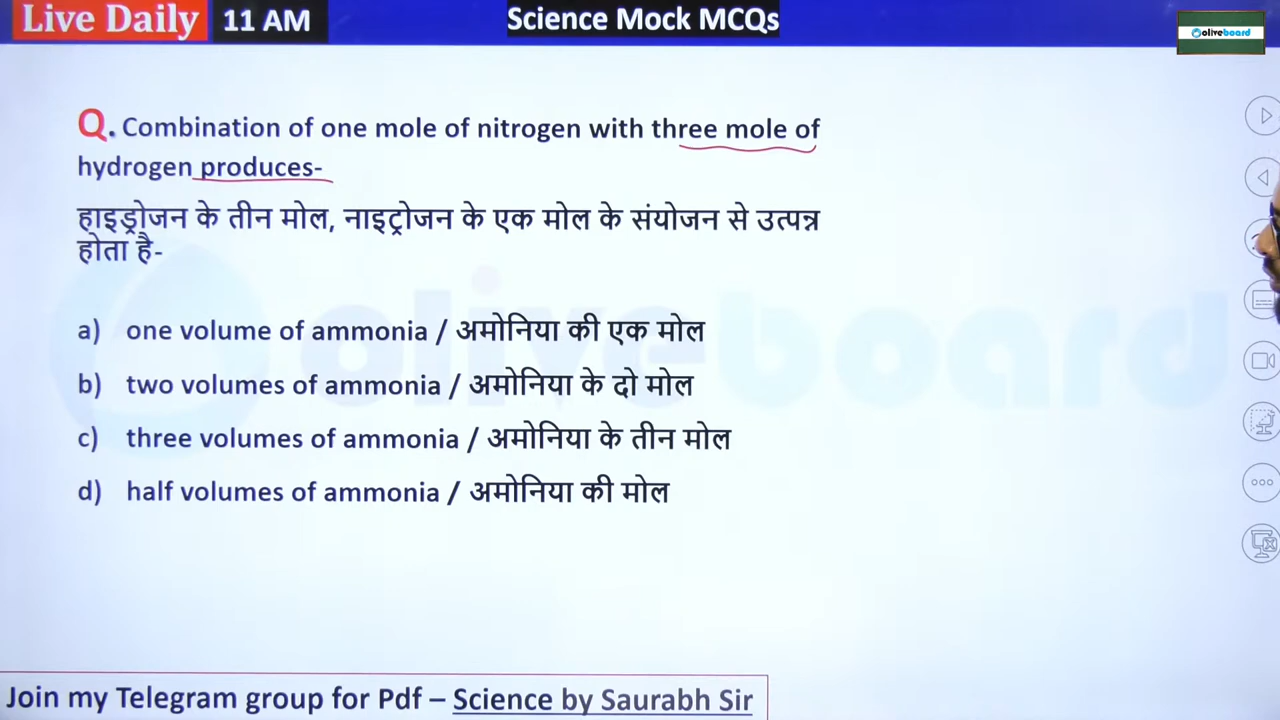 Live Daily 11 AM Science Mock MCQs
oliveboard
Q. Combination of one mole of nitrogen with three mole of
hydrogen produces-
हाइड्रोजन के तीन मोल, नाइट्रोजन के एक मोल के संयोजन से उत्पन्न
होता है-
a) one volume of ammonia / अमोनिया की एक मोल
b) two volumes of ammonia / अमोनिया के दो मोल
c) three volumes of ammonia / अमोनिया के तीन मोल
d) half volumes of ammonia / अमोनिया की मोल
oliveboard
Join my Telegram group for Pdf – Science by Saurabh Sir